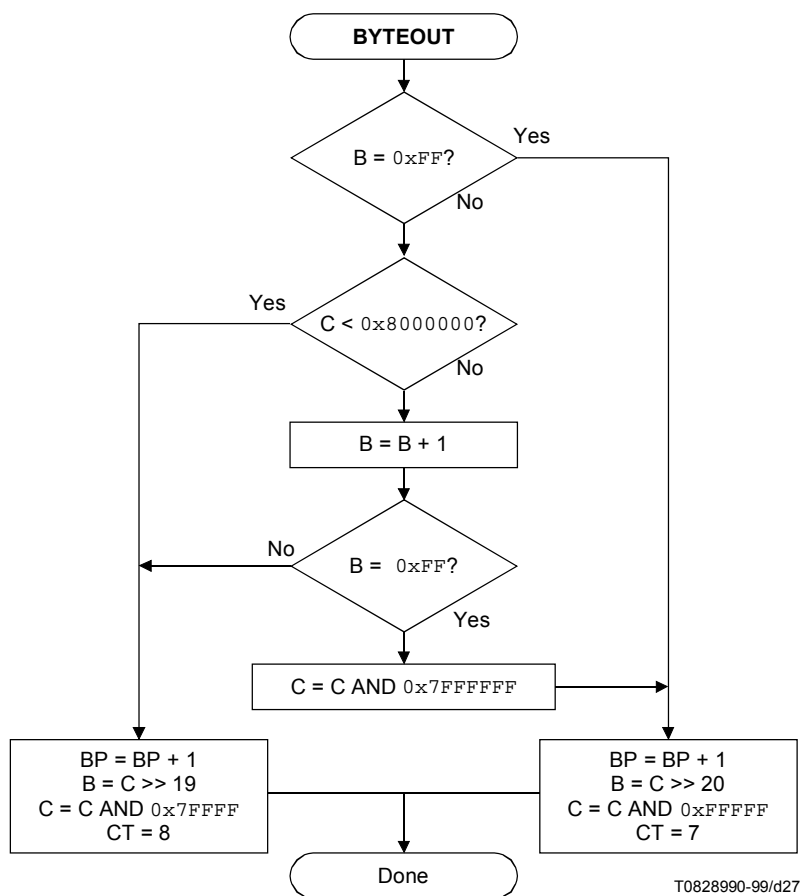 BYTEOUT
B = 0xFF?
Yes
No
C < 0x8000000?
Yes
No
B = B + 1
B = 0xFF?
No
Yes
C = C AND 0x7FFFFFF
BP = BP + 1
B = C >> 19
C = C AND 0x7FFFF
CT = 8
BP = BP + 1
B = C >> 20
C = C AND 0xFFFFF
CT = 7
Done
T0828990-99/d27